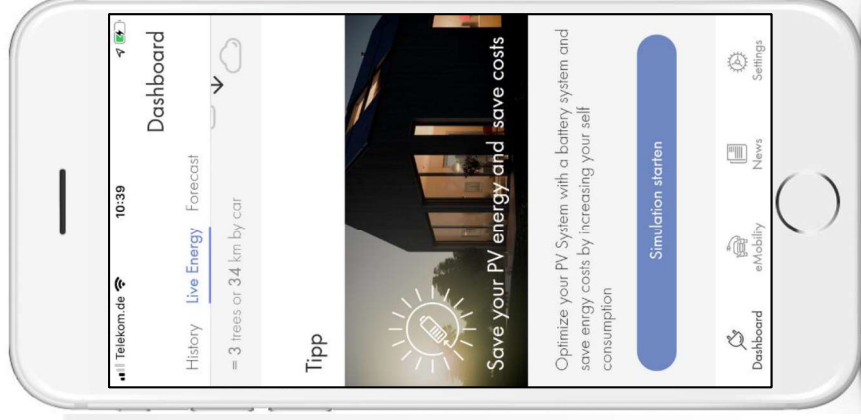 Telekom.de 10:39
Dashboard
History Live Energy Forecast
= 3 trees or 34 km by car
Tipp
Save your PV energy and save costs
Optimize your PV System with a battery system and
save enrgy costs by increasing your self
consumption
Simulation starten
Dashboard eMobility News Settings